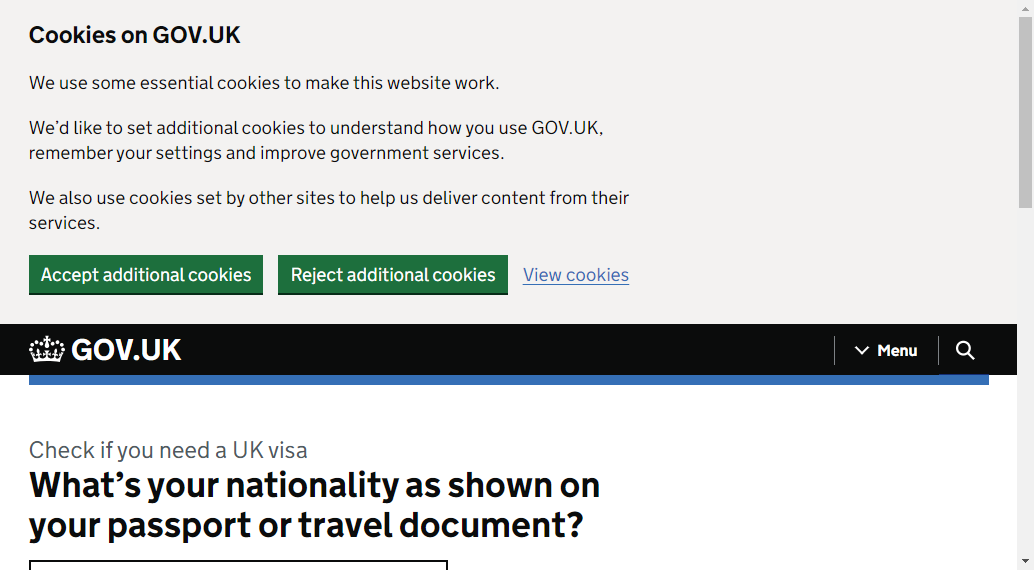 Cookies on GOV.UK
We use some essential cookies to make this website work.
We’d like to set additional cookies to understand how you use GOV.UK,
remember your settings and improve government services.
We also use cookies set by other sites to help us deliver content from their
services.
Accept additional cookies Reject additional cookies View cookies
GOV.UK Menu
Check if you need a UK visa
What’s your nationality as shown on
your passport or travel document?